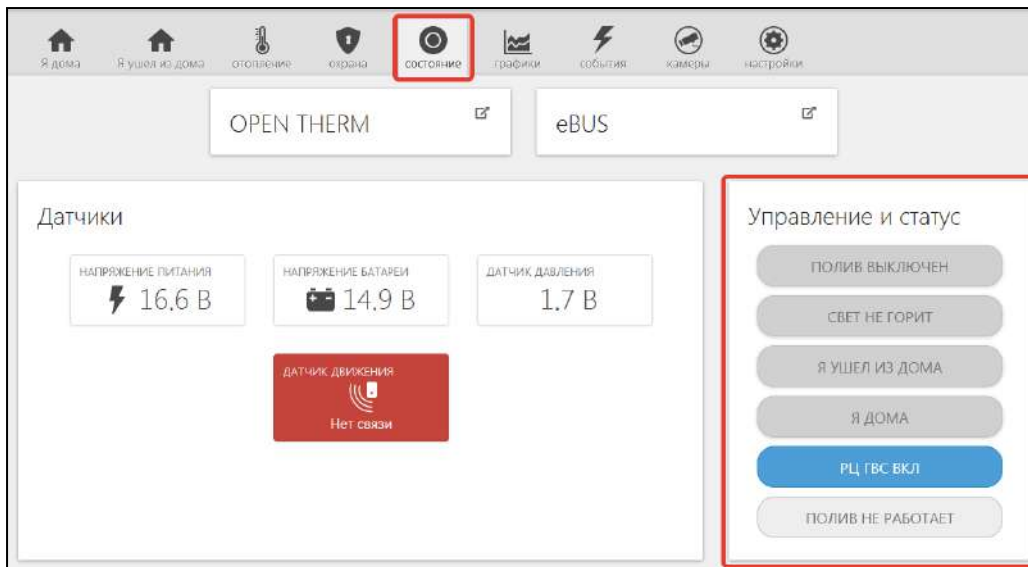 Я дома
Я ушел из дома
отопление
1
охрана
состояние
графики
события
камеры
настройки
OPEN THERM
eBUS
Датчики
НАПРЯЖЕНИЕ ПИТАНИЯ
16,6 В
НАПРЯЖЕНИЕ БАТАРЕИ
14,9 В
ДАТЧИК ДАВЛЕНИЯ
1,7 В
ДАТЧИК ДВИЖЕНИЯ
Нет связи
Управление и статус
ПОЛИВ ВЫКЛЮЧЕН
СВЕТ НЕ ГОРИТ
Я УШЕЛ ИЗ ДОМА
Я ДОМА
РЦ ГВС ВКЛ
ПОЛИВ НЕ РАБОТАЕТ